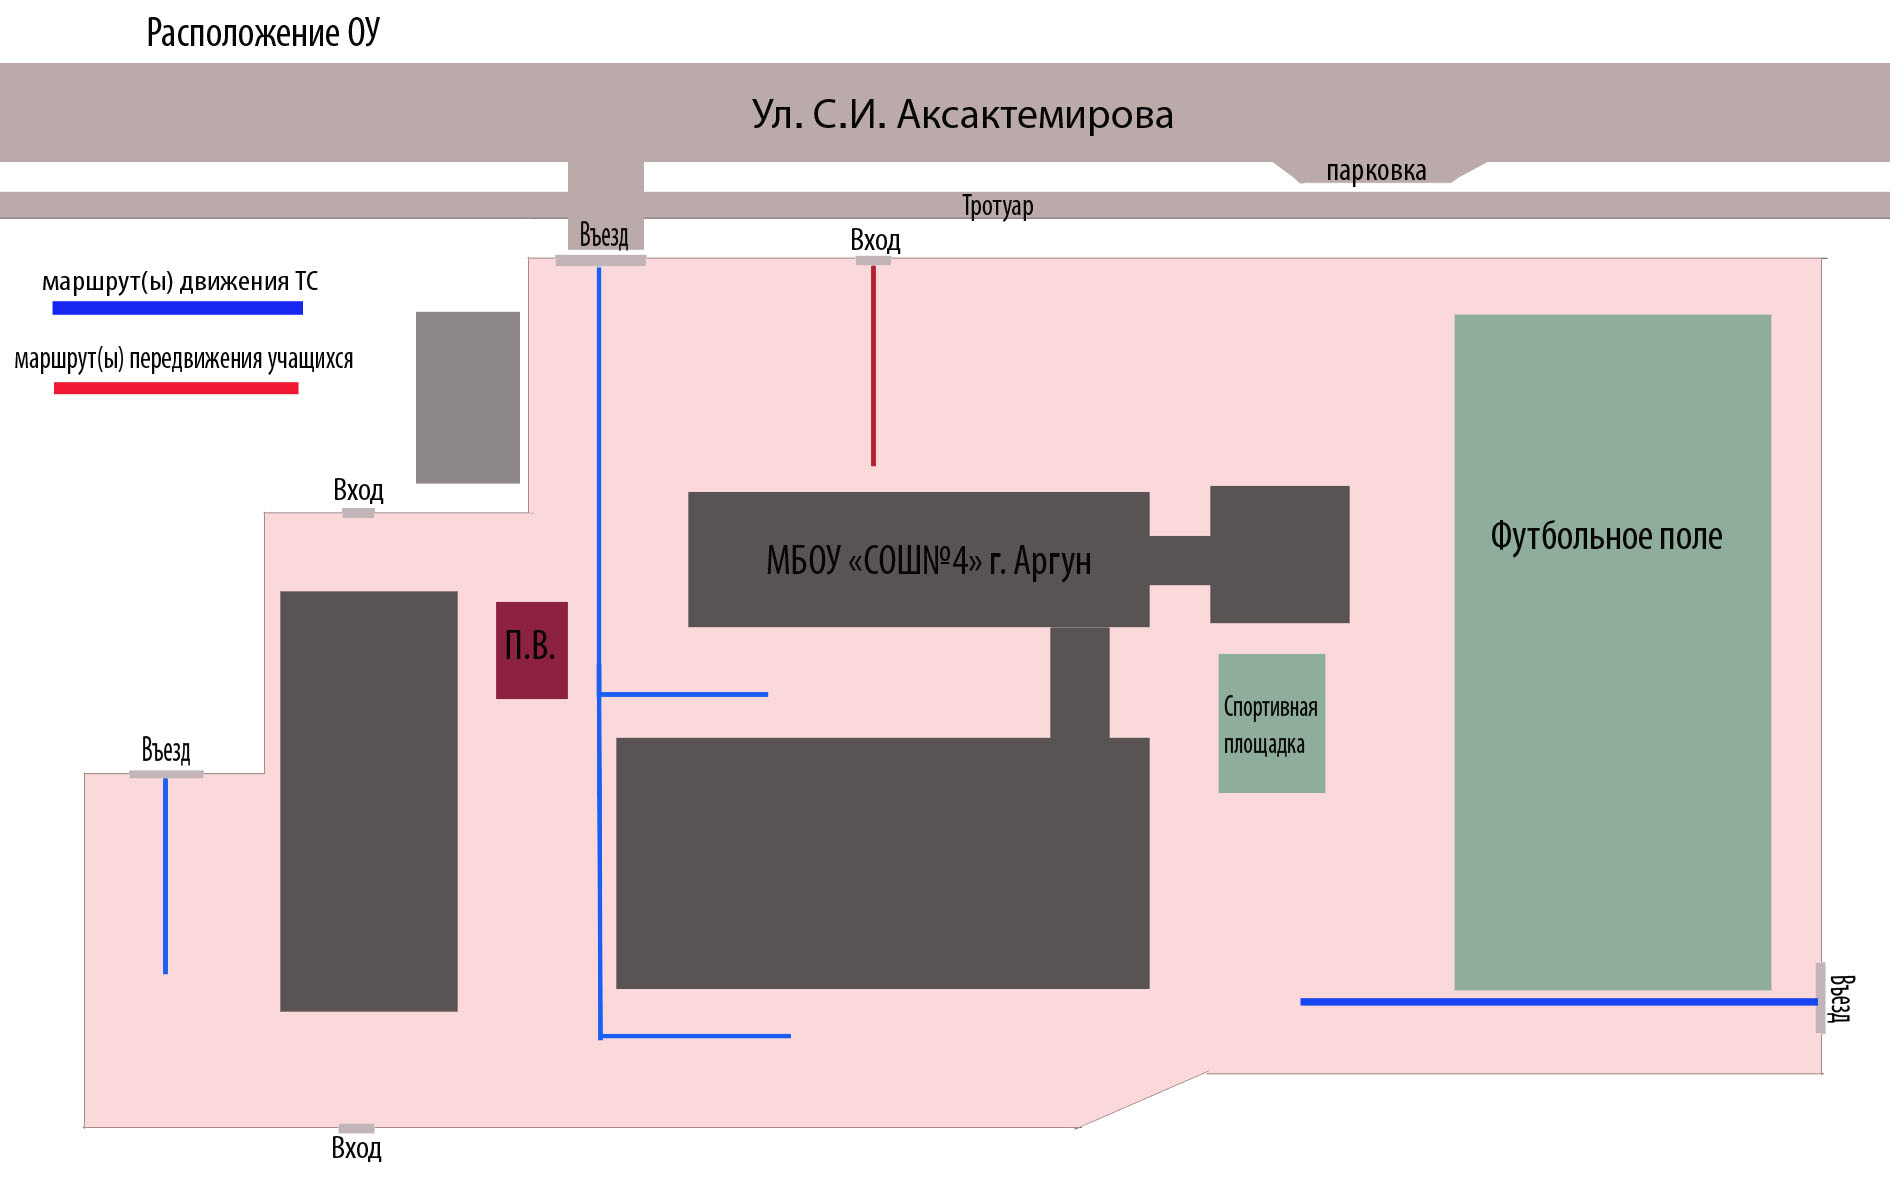 Расположение ОУ
Ул. С.И. Аксактемирова
парковка
Тротуар
Въезд
Вход
маршрут(ы) движения ТС
маршрут(ы) передвижения учащихся
Вход
МБОУ «СОШ№4» г. Аргун
Футбольное поле
П.В.
Спортивная
площадка
Въезд
Въезд
Вход